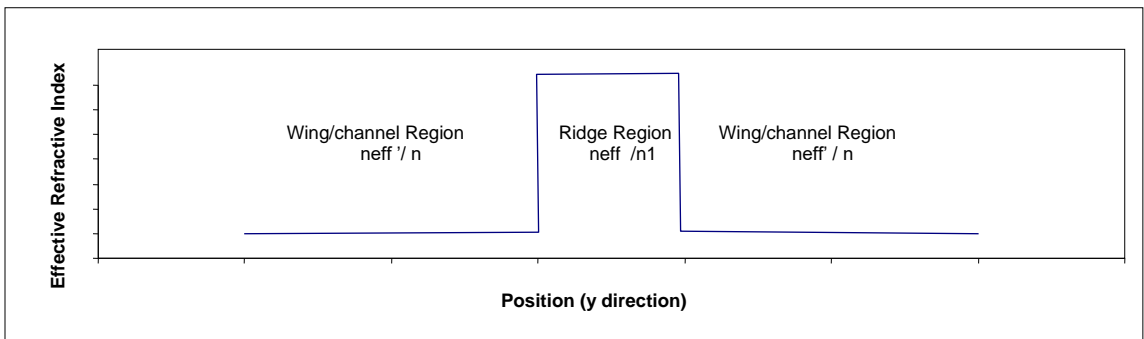 Effective Refractive Index
Wing/channel Region
neff '/ n
Ridge Region
neff /n1
Wing/channel Region
neff' / n
Position (y direction)